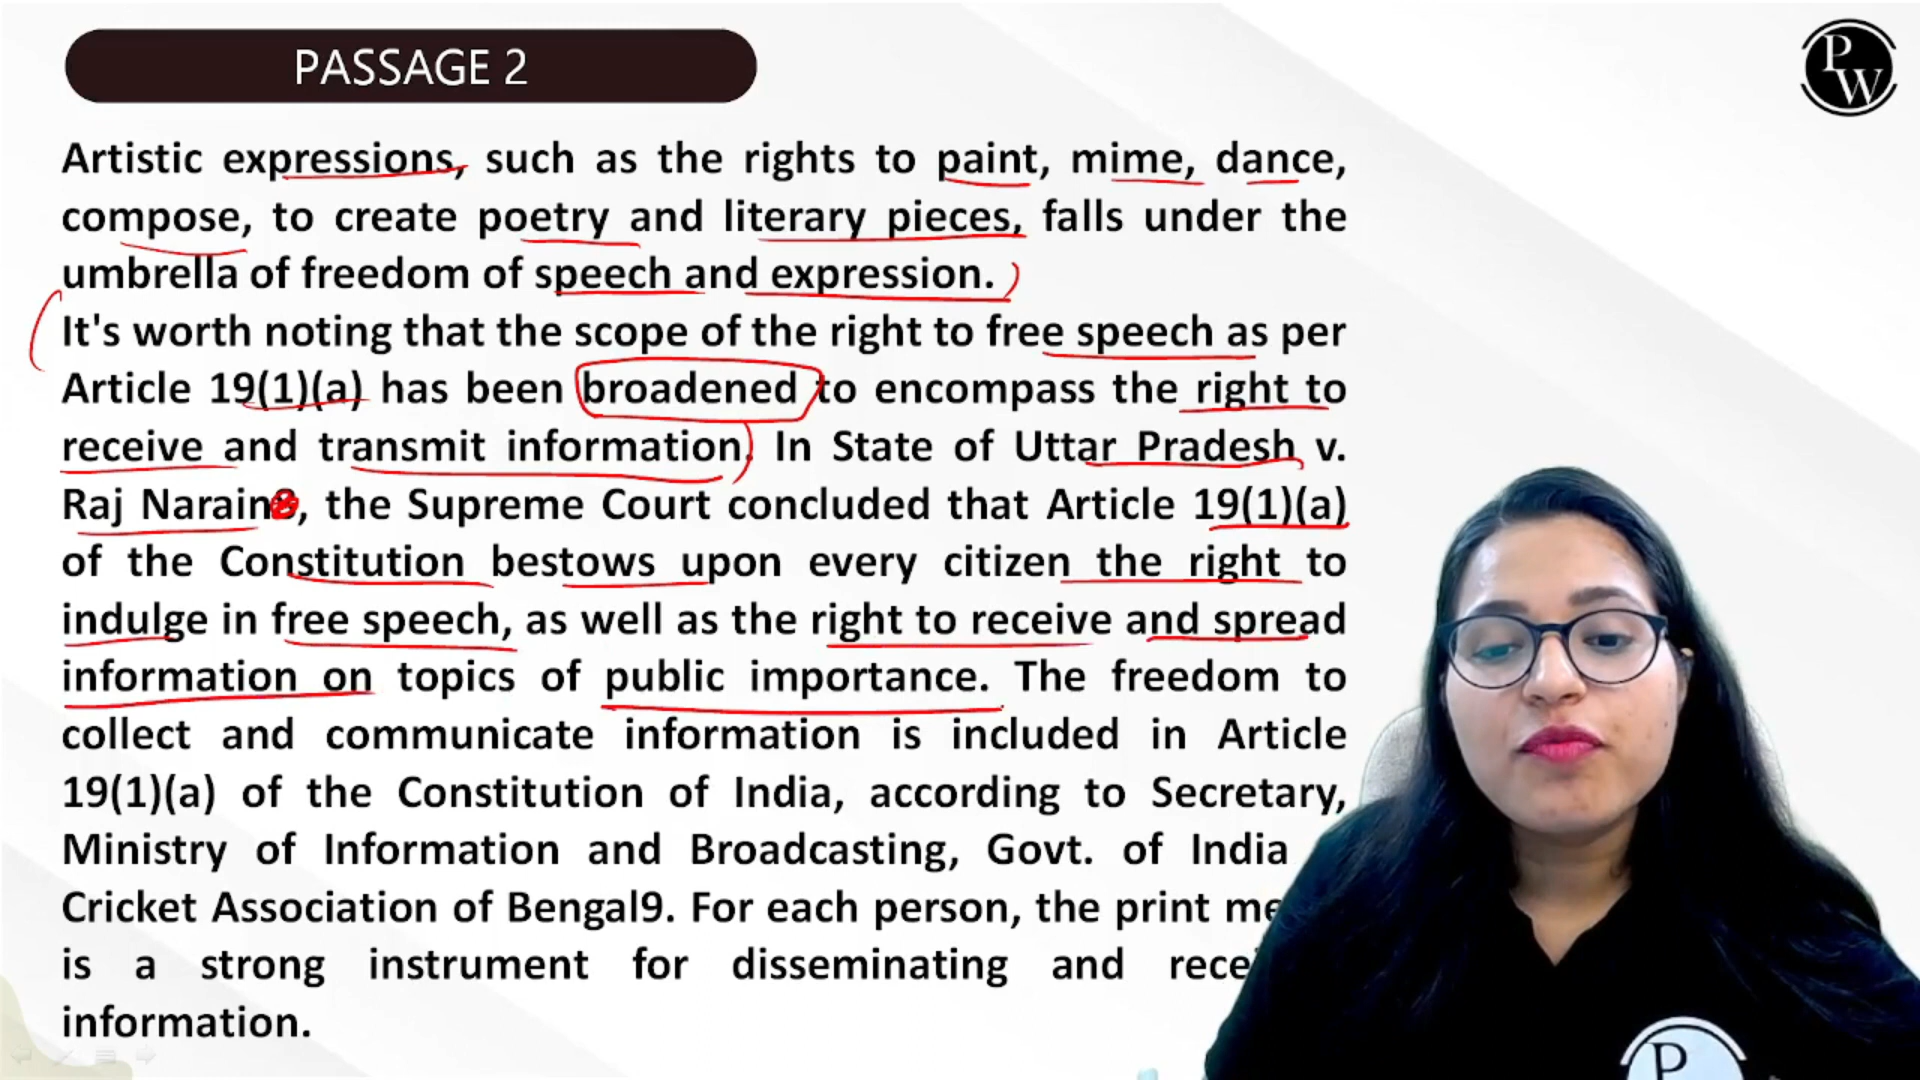 PASSAGE 2
P
W
Artistic expressions, such as the rights to paint, mime, dance,
compose, to create poetry and literary pieces, falls under the
umbrella of freedom of speech and expression.
It's worth noting that the scope of the right to free speech as per
Article 19(1)(a) has been broadened to encompass the right to
receive and transmit information. In State of Uttar Pradesh v.
Raj Narain, the Supreme Court concluded that Article 19(1)(a)
of the Constitution bestows upon every citizen the right to
indulge in free speech, as well as the right to receive and spread
information on topics of public importance. The freedom to
collect and communicate information is included in Article
19(1)(a) of the Constitution of India, according to Secretary,
Ministry of Information and Broadcasting, Govt. of India
Cricket Association of Bengal9. For each person, the print
is a strong instrument for disseminating and
information.
P